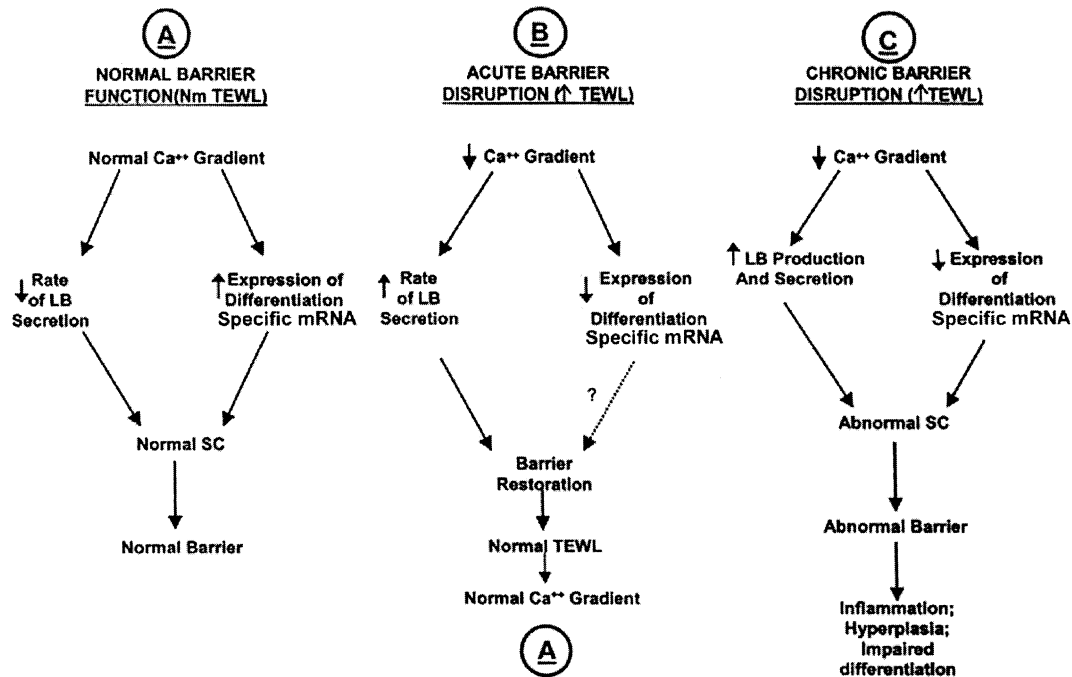 A
NORMAL BARRIER
FUNCTION(Nm TEWL)
Normal Ca++ Gradient
↓ Rate
of LB
Secretion
↑ Expression of
Differentiation
Specific mRNA
Normal SC
Normal Barrier
B
ACUTE BARRIER
DISRUPTION (↑ TEWL)
↓ Ca++ Gradient
↑ Rate
of LB
Secretion
↓ Expression
of
Differentiation
Specific mRNA
?
Barrier
Restoration
Normal TEWL
Normal Ca++ Gradient
A
C
CHRONIC BARRIER
DISRUPTION (↑TEWL)
↓ Ca++ Gradient
↑ LB Production
And Secretion
↓ Expression
of
Differentiation
Specific mRNA
Abnormal SC
Abnormal Barrier
Inflammation;
Hyperplasia;
Impaired
differentiation